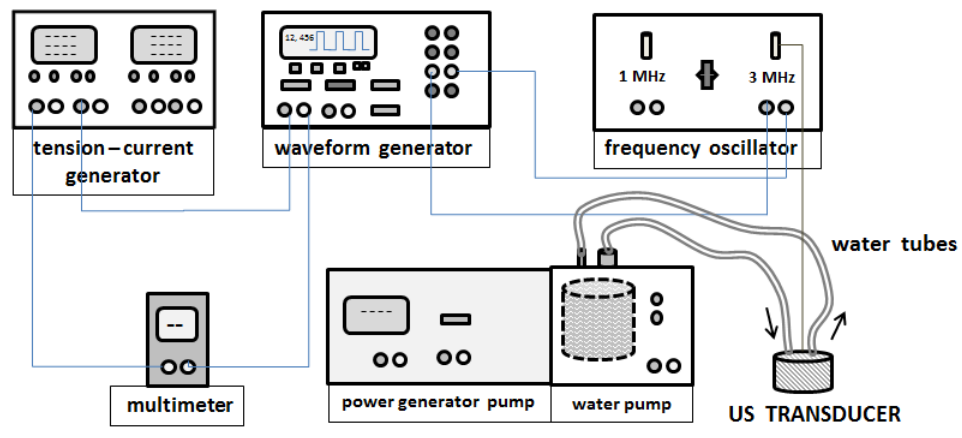 12, 456
1 MHz
3 MHz
tension – current
generator
waveform generator
frequency oscillator
water tubes
--
multimeter
----
power generator pump
water pump
US TRANSDUCER